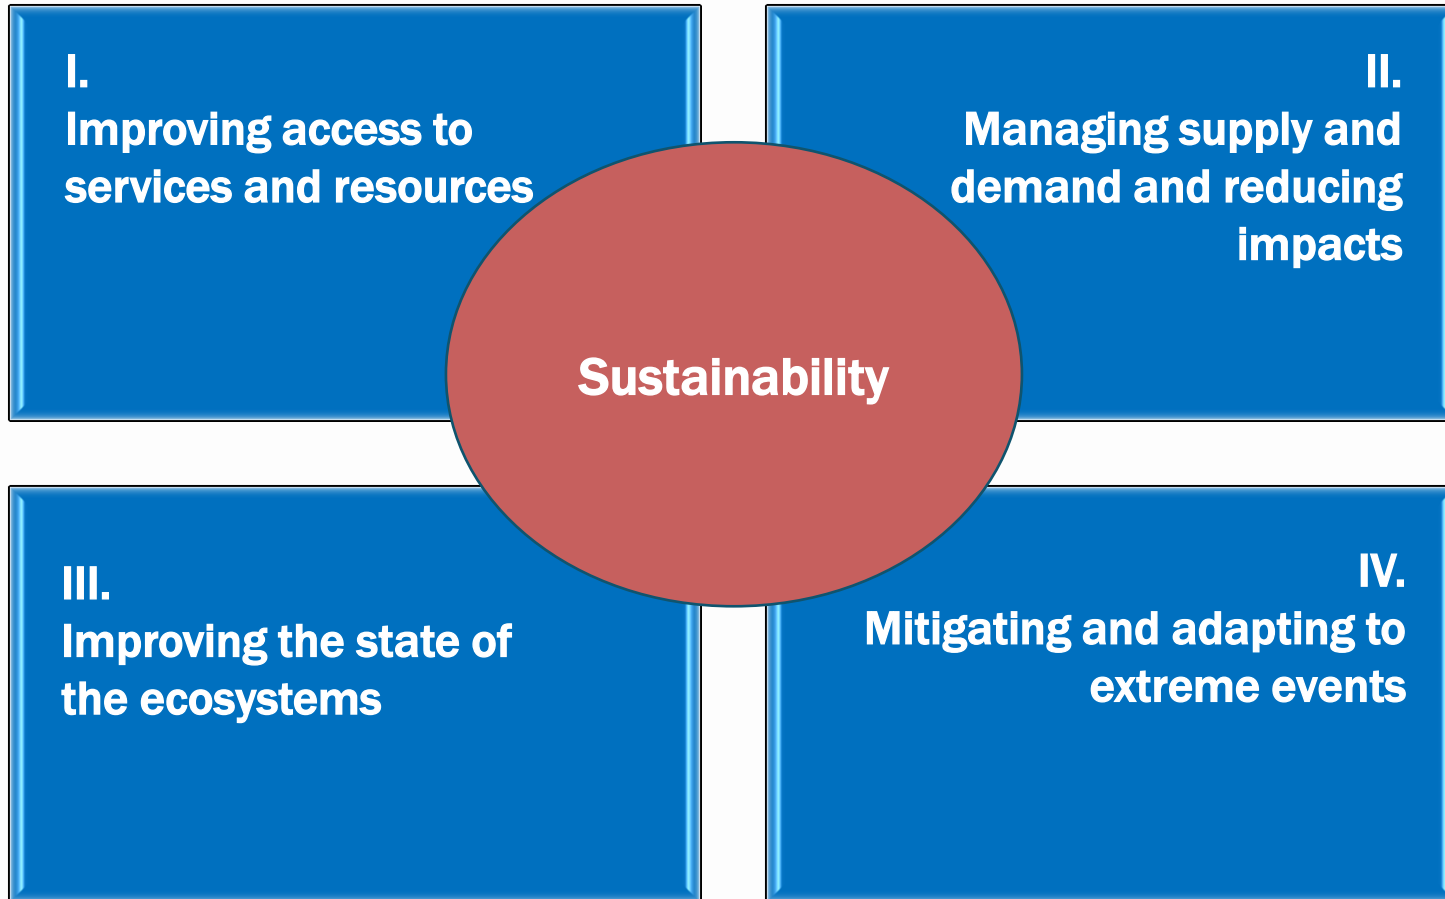 I.
Improving access to
services and resources
II.
Managing supply and
demand and reducing
impacts
Sustainability
III.
Improving the state of
the ecosystems
IV.
Mitigating and adapting to
extreme events